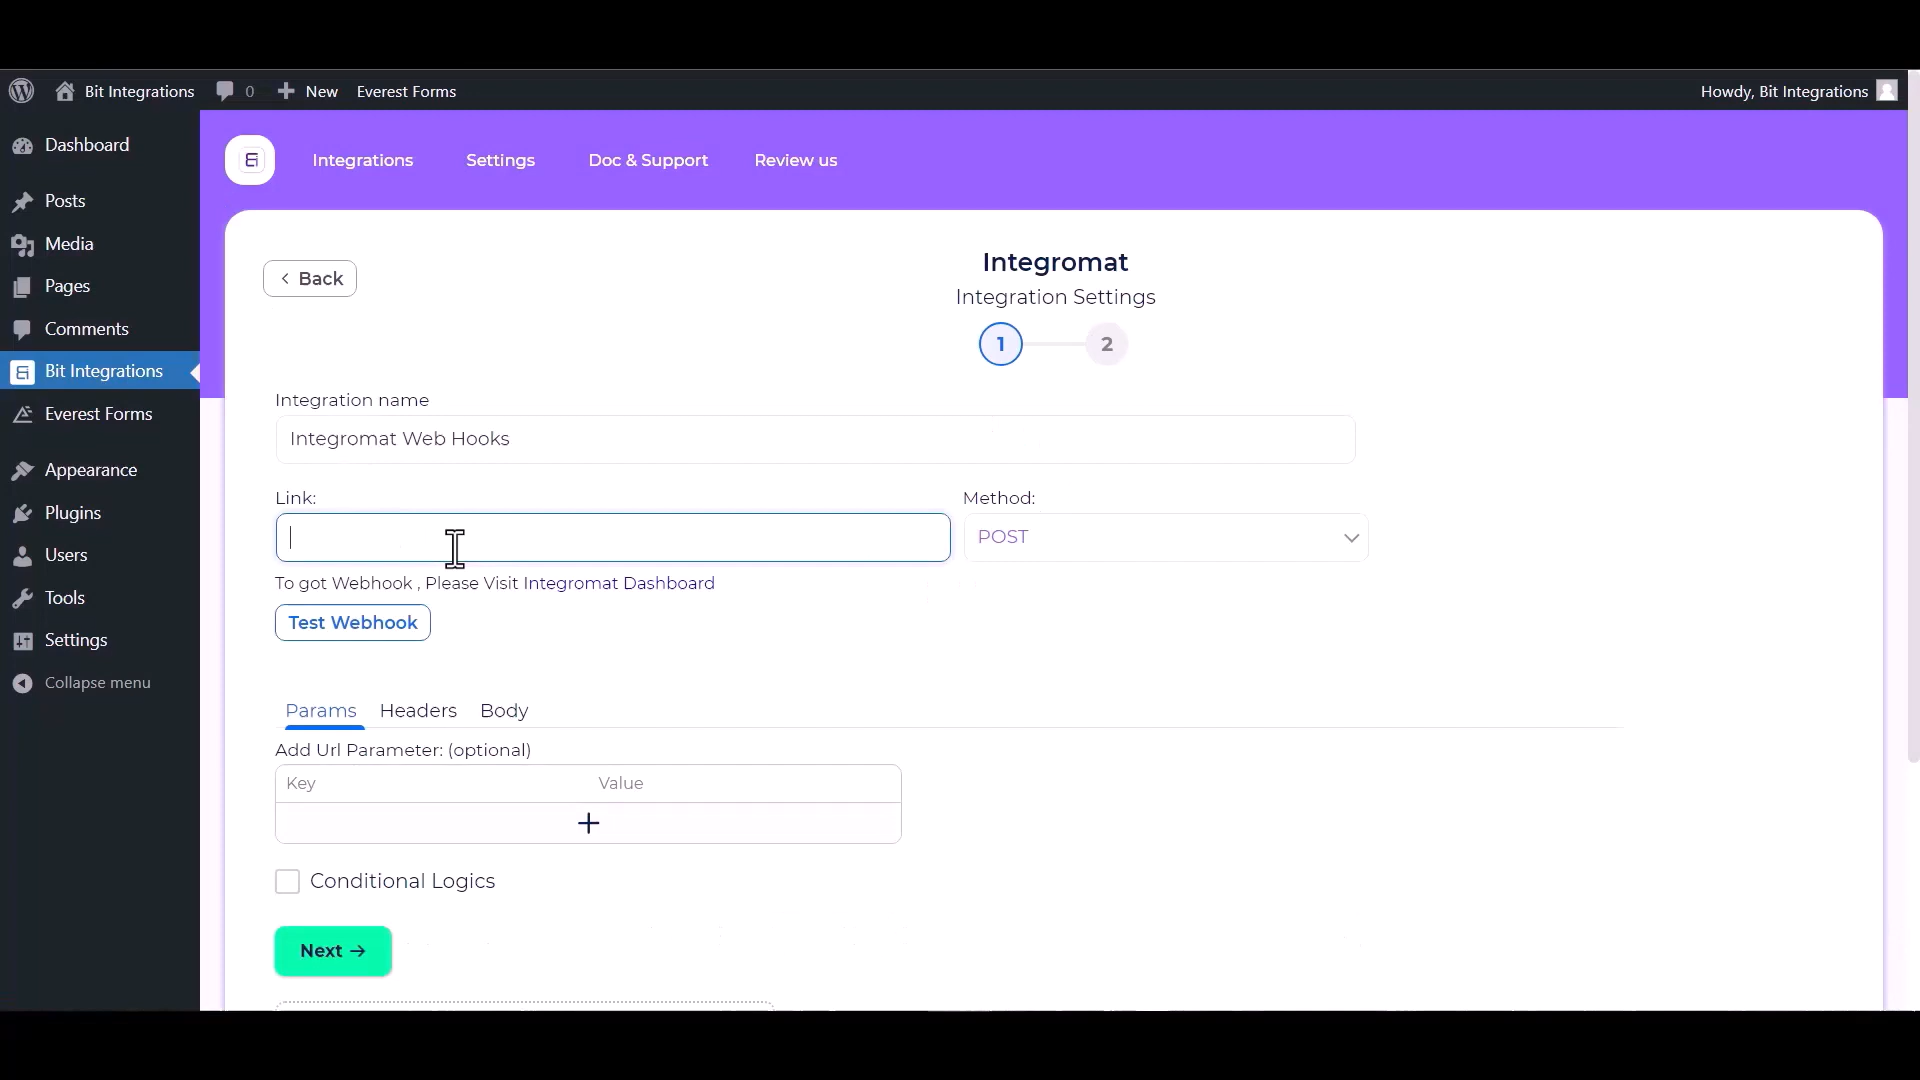 Bit Integrations 0 New Everest Forms Howdy, Bit Integrations
Dashboard
Posts
Media
Pages
Comments
Bit Integrations
Everest Forms
Appearance
Plugins
Users
Tools
Settings
Collapse menu
Integrations Settings Doc & Support Review us
Back
Integromat
Integration Settings
1 2
Integration name
Integromat Web Hooks
Link: Method:
POST
To got Webhook , Please Visit Integromat Dashboard
Test Webhook
Params Headers Body
Add Url Parameter: (optional)
Key Value
+
Conditional Logics
Next →